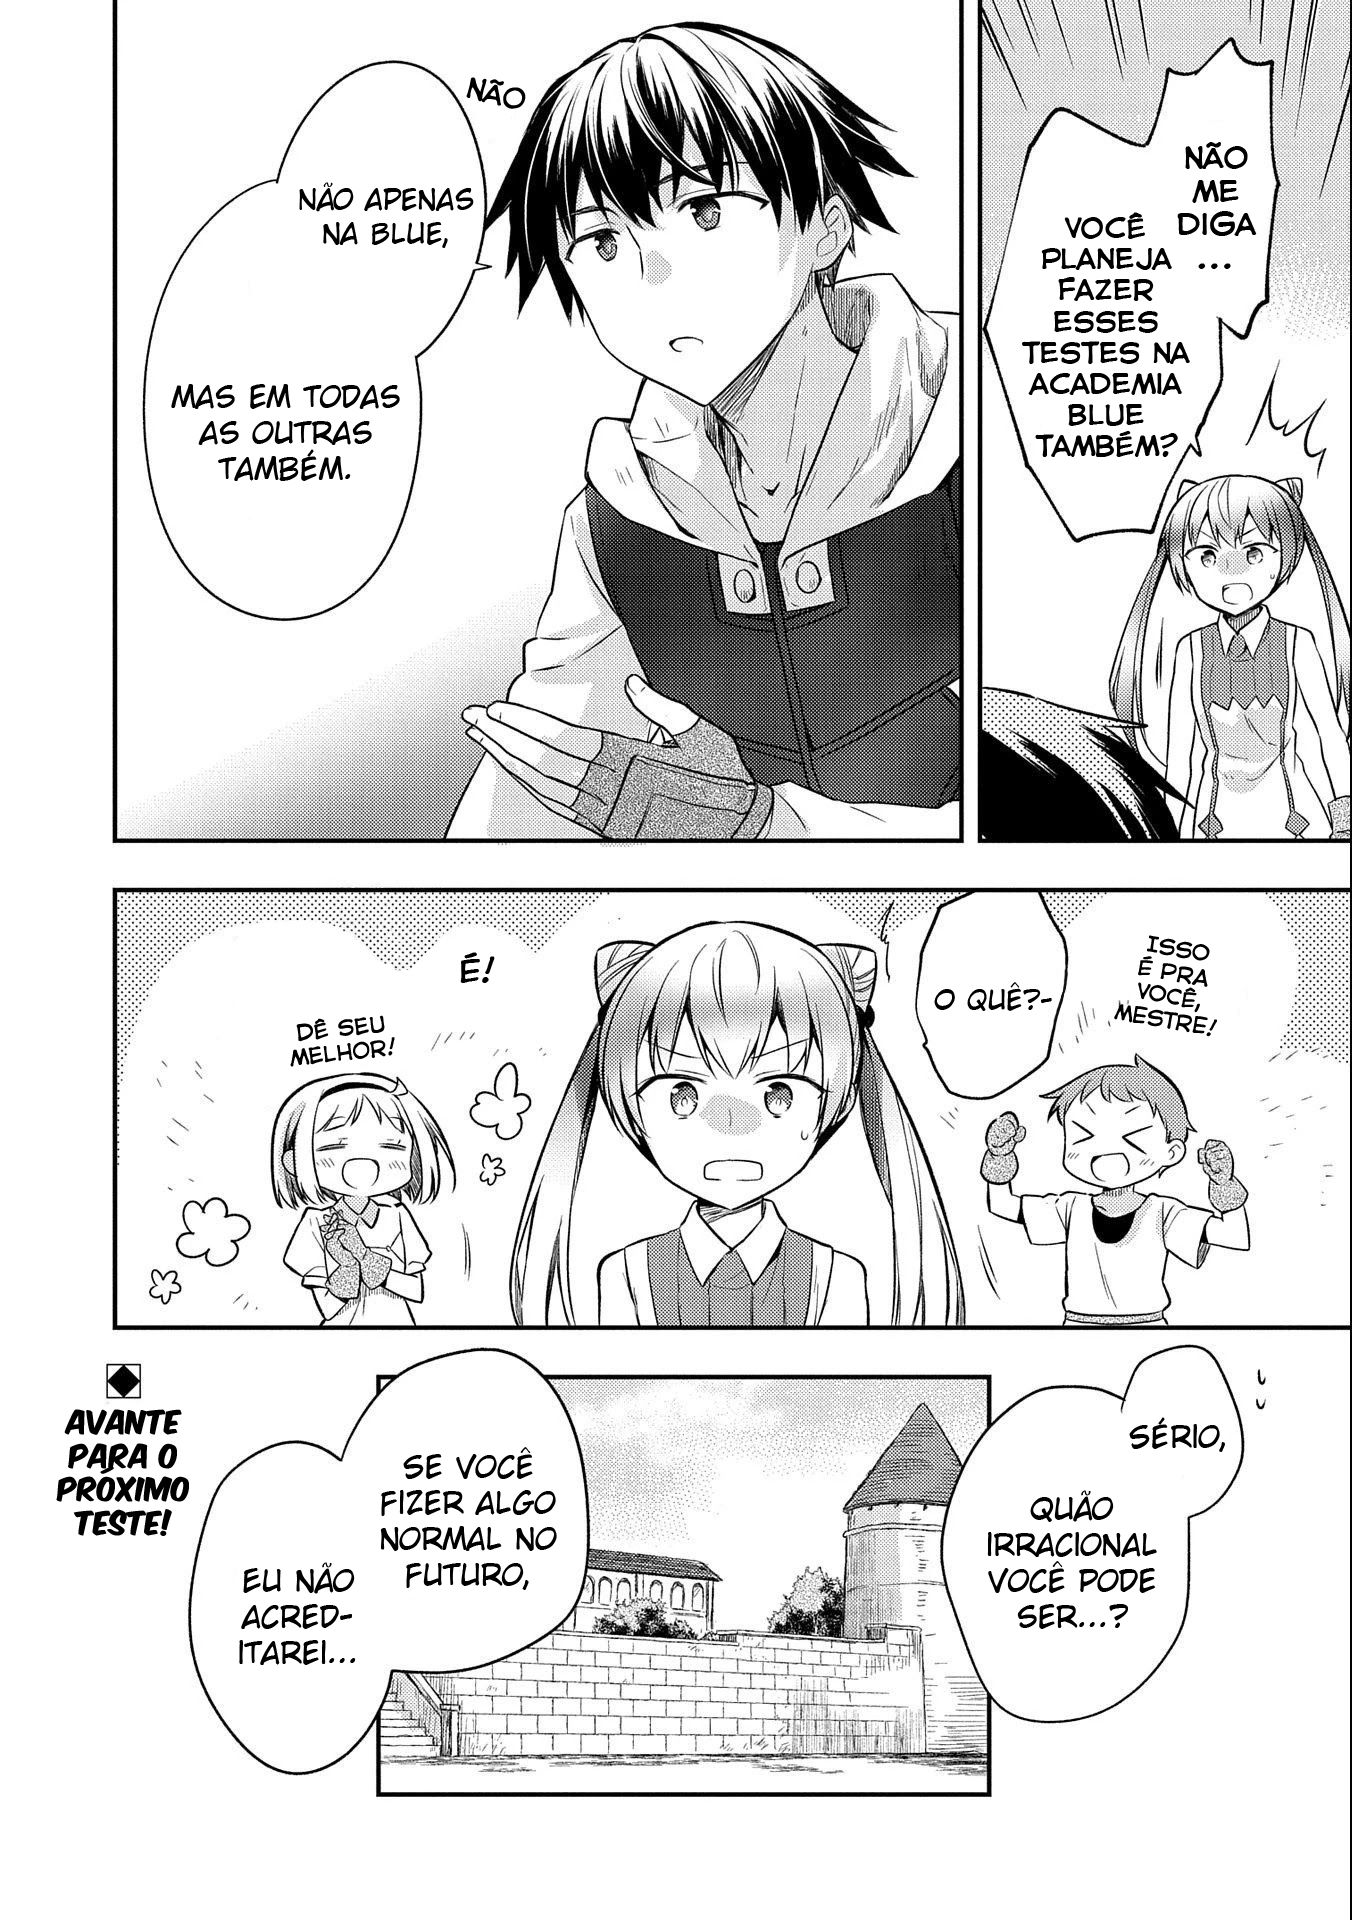 NÃO
ME
DIGA
...
VOCÊ
PLANEJA
FAZER
ESSES
TESTES NA
ACADEMIA
BLUE
TAMBÉM?
NÃO
NÃO APENAS
NA BLUE,
MAS EM TODAS
AS OUTRAS
TAMBÉM.
ISSO
É PRA
VOCÊ,
MESTRE!
O QUÊ?-
É!
DÊ SEU
MELHOR!
SÉRIO,
QUÃO
IRRACIONAL
VOCÊ PODE
SER...?
SE VOCÊ
FIZER ALGO
NORMAL NO
FUTURO,
EU NÃO
ACRED-
ITAREI...
AVANTE
PARA O
PRÓXIMO
TESTE!